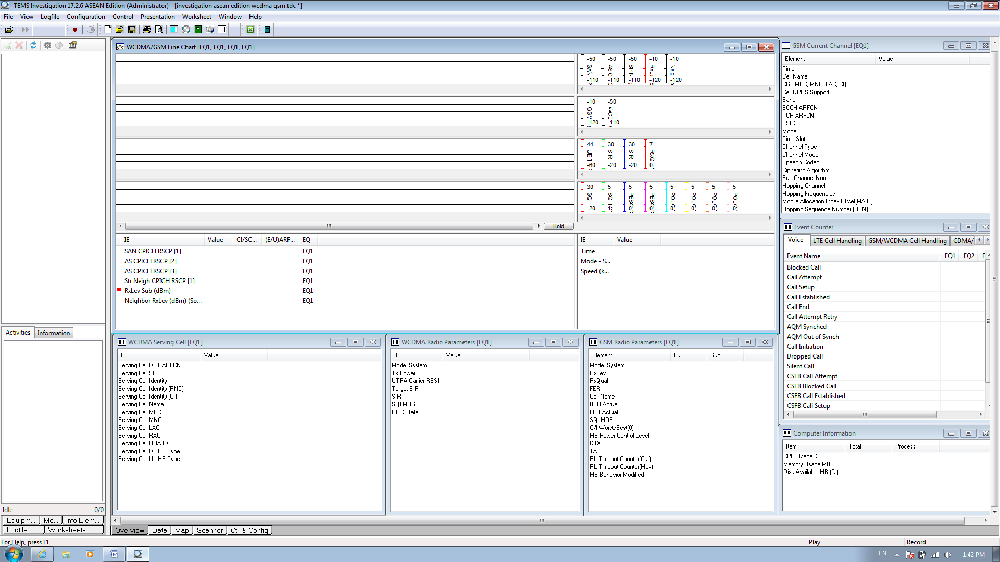 TEMS Investigation 17.2.6 ASEAN Edition (Administrator) - [investigation asean edition wcdma gsm.tdc *]
File View Logfile Configuration Control Presentation Worksheet Window Help
WCDMA/GSM Line Chart [EQ1, EQ1, EQ1, EQ1]
-50 -50 -50 -10 -10
SAN AS C Str N RxLe Neig
-110 -110 -110 -120 -120
-10 -50
GSM WCD
-120 -110
44 30 30 7
UE T SIR SIR RxQ
-60 -20 -20 0
30 5 5 5 5 5 5 5
SQI SQI PESQ PESQ POLQ POLQ POLQ POLQ
-20 1 0 0 0 0 0 0
Hold
IE Value CI/SC... (E/U)ARF... EQ
SAN CPICH RSCP [1] EQ1
AS CPICH RSCP [2] EQ1
AS CPICH RSCP [3] EQ1
Str Neigh CPICH RSCP [1] EQ1
RxLev Sub (dBm) EQ1
Neighbor RxLev (dBm) (So... EQ1
IE Value
Time
Mode - S...
Speed (k...
GSM Current Channel [EQ1]
Element Value
Time
Cell Name
CGI (MCC, MNC, LAC, CI)
Cell GPRS Support
Band
BCCH ARFCN
TCH ARFCN
BSIC
Mode
Time Slot
Channel Type
Channel Mode
Speech Codec
Ciphering Algorithm
Sub Channel Number
Hopping Channel
Hopping Frequencies
Mobile Allocation Index Offset(MAIO)
Hopping Sequence Number (HSN)
Event Counter
Voice LTE Cell Handling GSM/WCDMA Cell Handling CDMA/
Event Name EQ1 EQ2 E
Blocked Call
Call Attempt
Call Setup
Call Established
Call End
Call Attempt Retry
AQM Synched
AQM Out of Synch
Call Initiation
Dropped Call
Silent Call
CSFB Call Attempt
CSFB Blocked Call
CSFB Call Established
CSFB Call Setup
Activities Information
Idle 0/0
Equipm... Me... Info Elem...
Logfile Worksheets
WCDMA Serving Cell [EQ1]
IE Value
Serving Cell DL UARFCN
Serving Cell SC
Serving Cell Identity
Serving Cell Identity (RNC)
Serving Cell Identity (CI)
Serving Cell Name
Serving Cell MCC
Serving Cell MNC
Serving Cell LAC
Serving Cell RAC
Serving Cell URA ID
Serving Cell DL HS Type
Serving Cell UL HS Type
WCDMA Radio Parameters [EQ1]
IE Value
Mode (System)
Tx Power
UTRA Carrier RSSI
Target SIR
SIR
SQI MOS
RRC State
GSM Radio Parameters [EQ1]
Element Full Sub
Mode (System)
RxLev
RxQual
FER
Cell Name
BER Actual
FER Actual
SQI MOS
C/I Worst/Best[0]
MS Power Control Level
DTX
TA
RL Timeout Counter(Cur)
RL Timeout Counter(Max)
MS Behavior Modified
Computer Information
Item Total Process
CPU Usage %
Memory Usage MB
Disk Available MB (C:)
Overview Data Map Scanner Ctrl & Config
For Help, press F1 Play Record
EN 1:42 PM